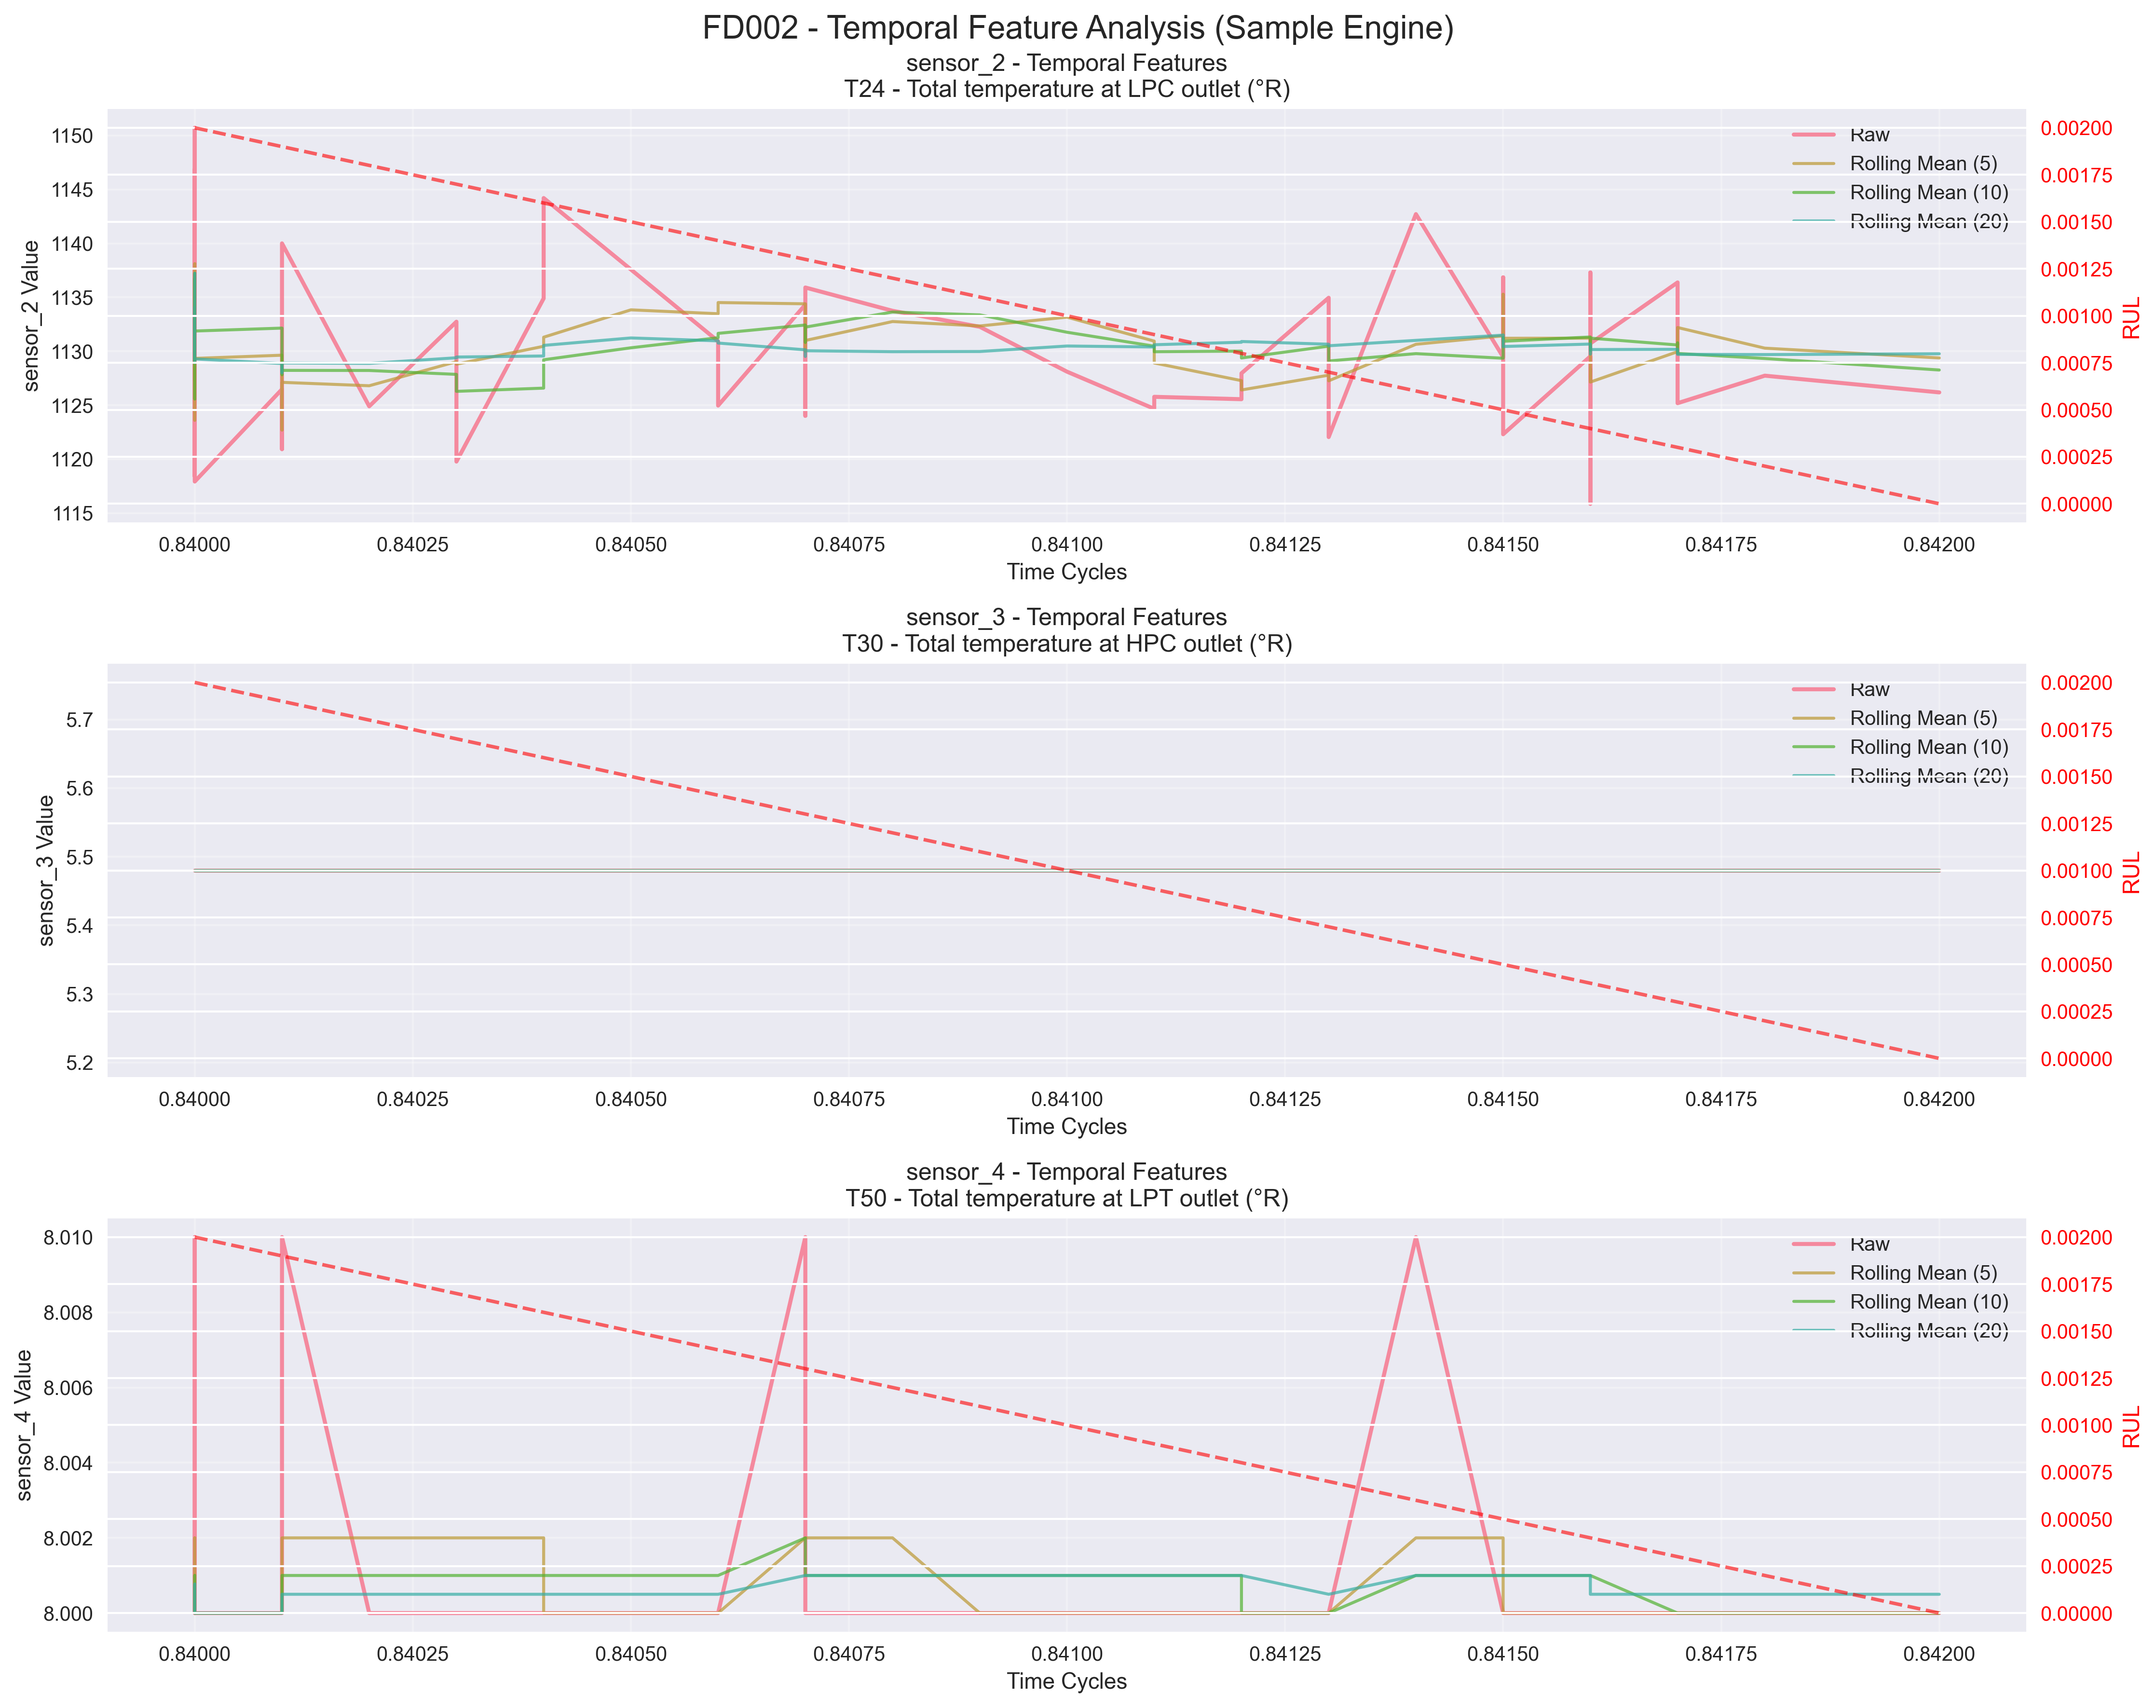 FD002 - Temporal Feature Analysis (Sample Engine)
sensor_2 - Temporal Features
T24 - Total temperature at LPC outlet (°R)
sensor_2 Value
1150
1145
1140
1135
1130
1125
1120
1115
Raw
Rolling Mean (5)
Rolling Mean (10)
Rolling Mean (20)
0.00200
0.00175
0.00150
0.00125
0.00100
0.00075
0.00050
0.00025
0.00000
RUL
0.84000 0.84025 0.84050 0.84075 0.84100 0.84125 0.84150 0.84175 0.84200
Time Cycles
sensor_3 - Temporal Features
T30 - Total temperature at HPC outlet (°R)
sensor_3 Value
5.7
5.6
5.5
5.4
5.3
5.2
Raw
Rolling Mean (5)
Rolling Mean (10)
Rolling Mean (20)
0.00200
0.00175
0.00150
0.00125
0.00100
0.00075
0.00050
0.00025
0.00000
RUL
0.84000 0.84025 0.84050 0.84075 0.84100 0.84125 0.84150 0.84175 0.84200
Time Cycles
sensor_4 - Temporal Features
T50 - Total temperature at LPT outlet (°R)
sensor_4 Value
8.010
8.008
8.006
8.004
8.002
8.000
Raw
Rolling Mean (5)
Rolling Mean (10)
Rolling Mean (20)
0.00200
0.00175
0.00150
0.00125
0.00100
0.00075
0.00050
0.00025
0.00000
RUL
0.84000 0.84025 0.84050 0.84075 0.84100 0.84125 0.84150 0.84175 0.84200
Time Cycles